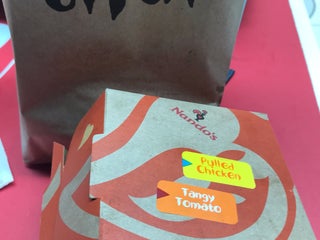 Nando's
Pulled
Chicken
Tangy
Tomato